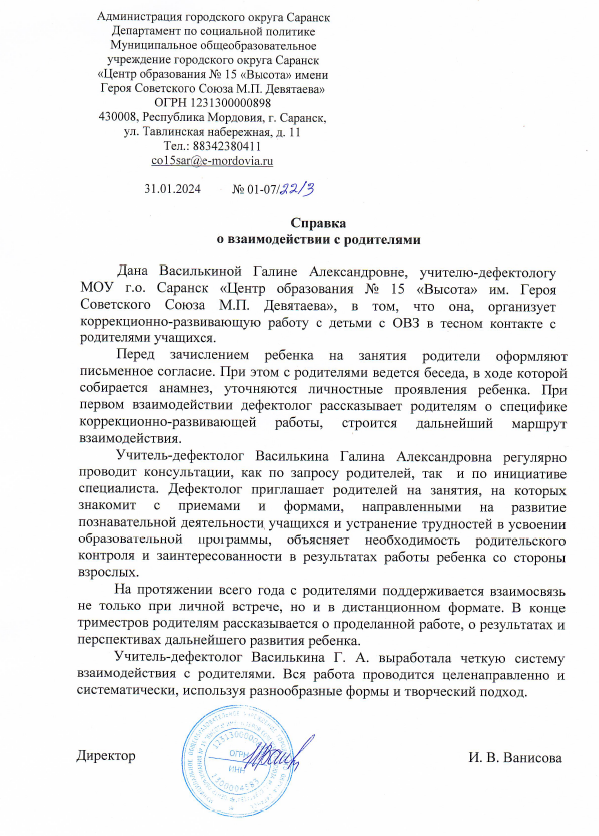 Администрация городского округа Саранск
Департамент по социальной политике
Муниципальное общеобразовательное
учреждение городского округа Саранск
«Центр образования № 15 «Высота» имени
Героя Советского Союза М.П. Девятаева»
ОГРН 1231300000898
430008, Республика Мордовия, г. Саранск,
ул. Тавлинская набережная, д. 11
Тел.: 88342380411
co15sar@e-mordovia.ru
31.01.2024 № 01-07/22/3
Справка
о взаимодействии с родителями
Дана Василькиной Галине Александровне, учителю-дефектологу
МОУ г.о. Саранск «Центр образования № 15 «Высота» им. Героя
Советского Союза М.П. Девятаева», в том, что она, организует
коррекционно-развивающую работу с детьми с ОВЗ в тесном контакте с
родителями учащихся.
Перед зачислением ребенка на занятия родители оформляют
письменное согласие. При этом с родителями ведется беседа, в ходе которой
собирается анамнез, уточняются личностные проявления ребенка. При
первом взаимодействии дефектолог рассказывает родителям о специфике
коррекционно-развивающей работы, строится дальнейший маршрут
взаимодействия.
Учитель-дефектолог Василькина Галина Александровна регулярно
проводит консультации, как по запросу родителей, так и по инициативе
специалиста. Дефектолог приглашает родителей на занятия, на которых
знакомит с приемами и формами, направленными на развитие
познавательной деятельности учащихся и устранение трудностей в усвоении
образовательной программы, объясняет необходимость родительского
контроля и заинтересованности в результатах работы ребенка со стороны
взрослых.
На протяжении всего года с родителями поддерживается взаимосвязь
не только при личной встрече, но и в дистанционном формате. В конце
триместров родителям рассказывается о проделанной работе, о результатах и
перспективах дальнейшего развития ребенка.
Учитель-дефектолог Василькина Г. А. выработала четкую систему
взаимодействия с родителями. Вся работа проводится целенаправленно и
систематически, используя разнообразные формы и творческий подход.
Директор И. В. Ванисова
ОГРН
ИНН